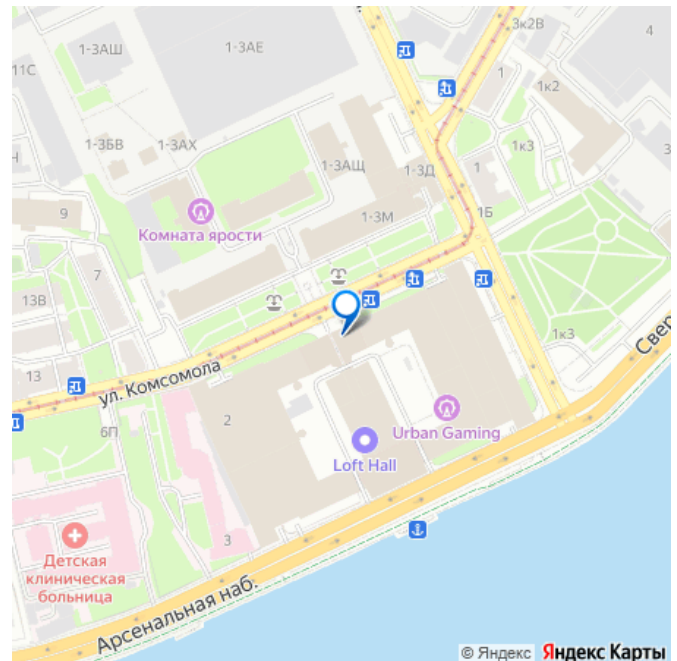 3к2В
4
1-3АШ
1-3АЕ
11С
1
1к2
1-3БВ
1-3АХ
1к3
1-3АЩ
1
1-3Д
9
1-3М
1Б
Комната ярости
7
13В
1к3
Свер
13
ул. Комсомола
2
6П
Urban Gaming
Loft Hall
3
Детская
клиническая
больница
Арсенальная наб.
© Яндекс Яндекс Карты